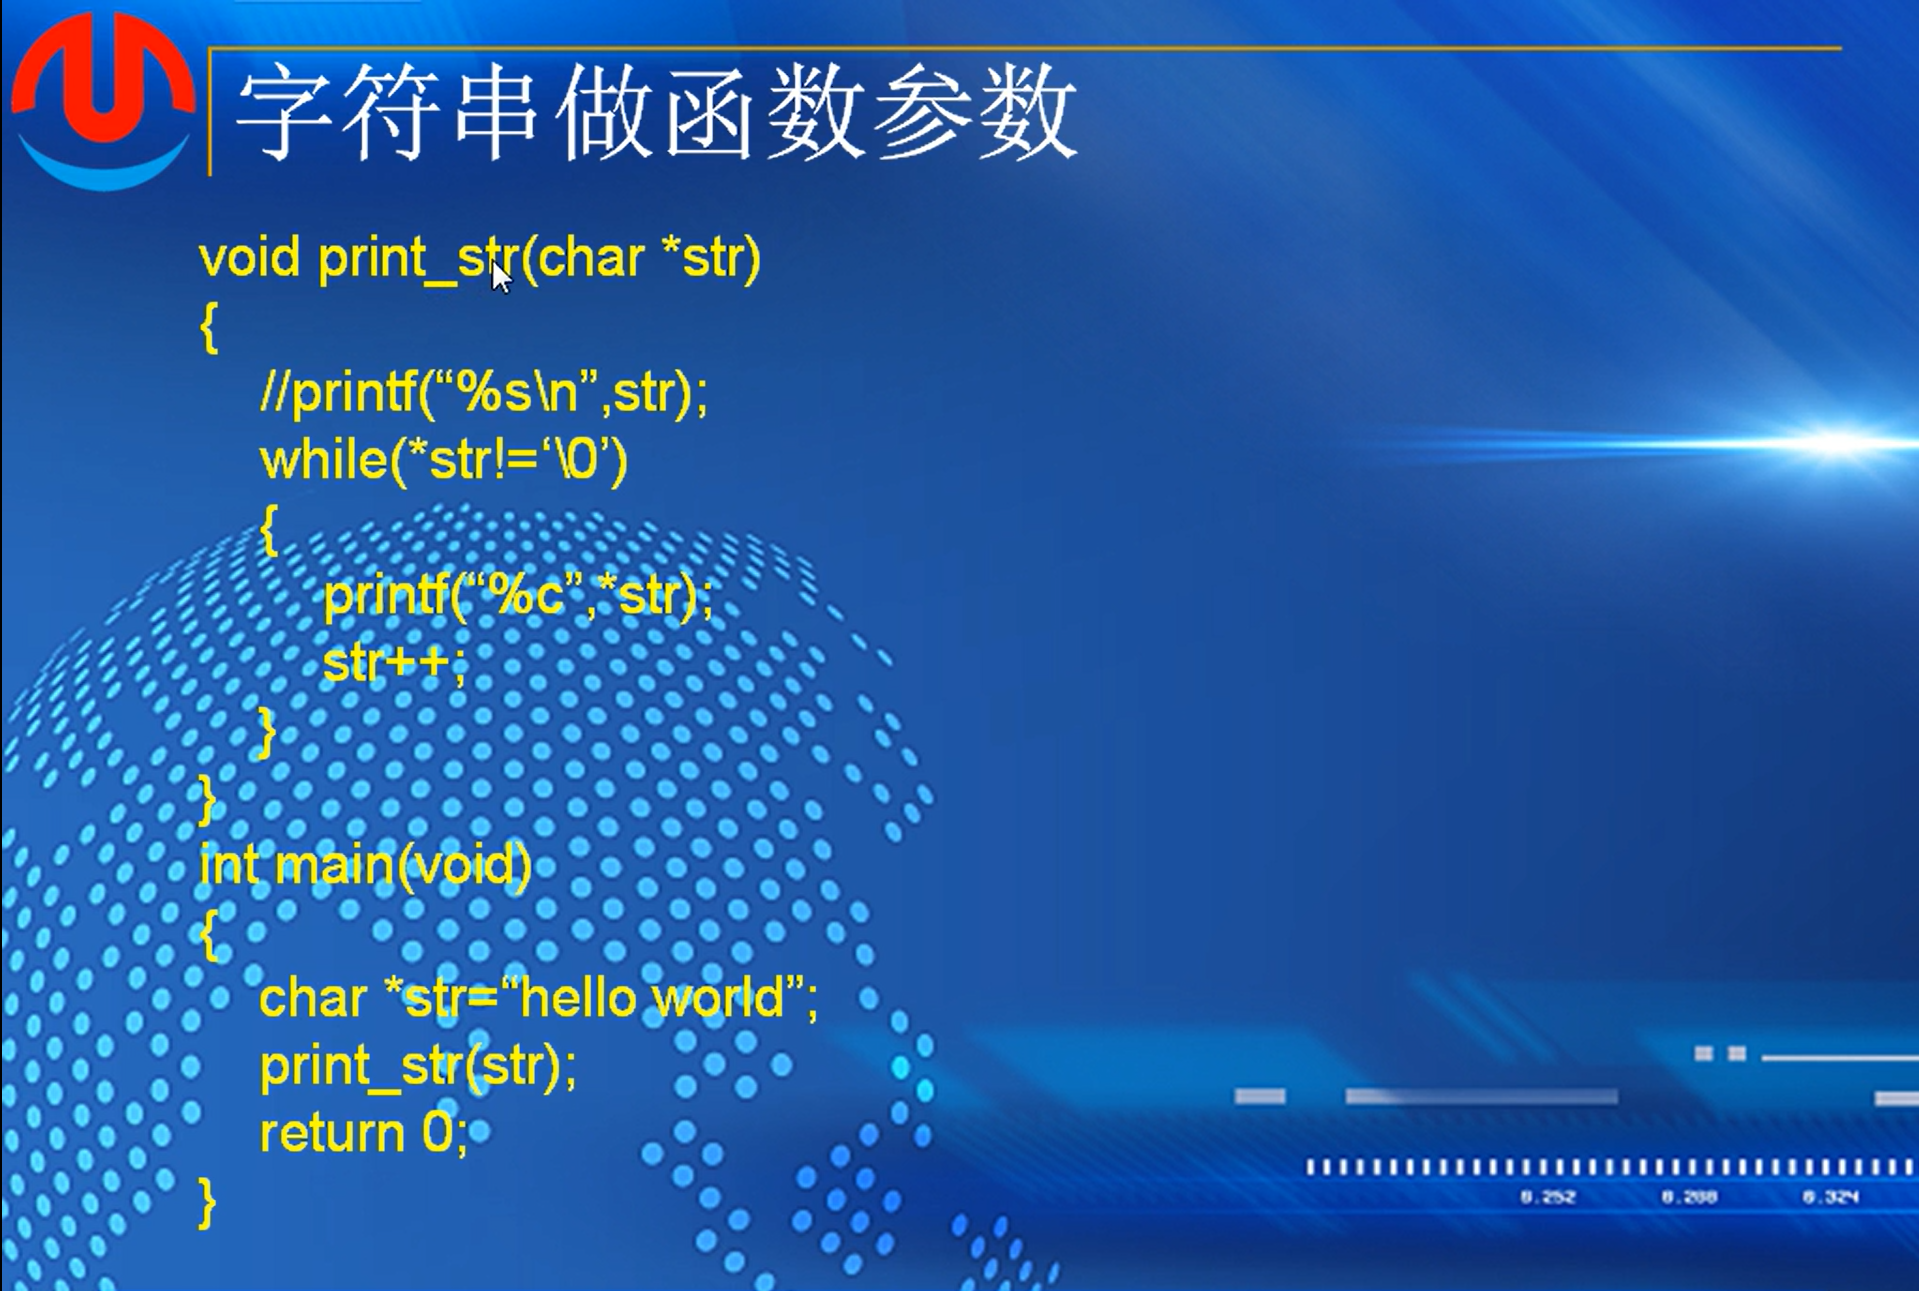 字符串做函数参数
void print_str(char *str)
{
//printf(“%s\n”,str);
while(*str!=‘\0’)
{
printf(“%c”,*str);
str++;
}
}
int main(void)
{
char *str=“hello world”;
print_str(str);
return 0;
}
0.252 0.288 0.324